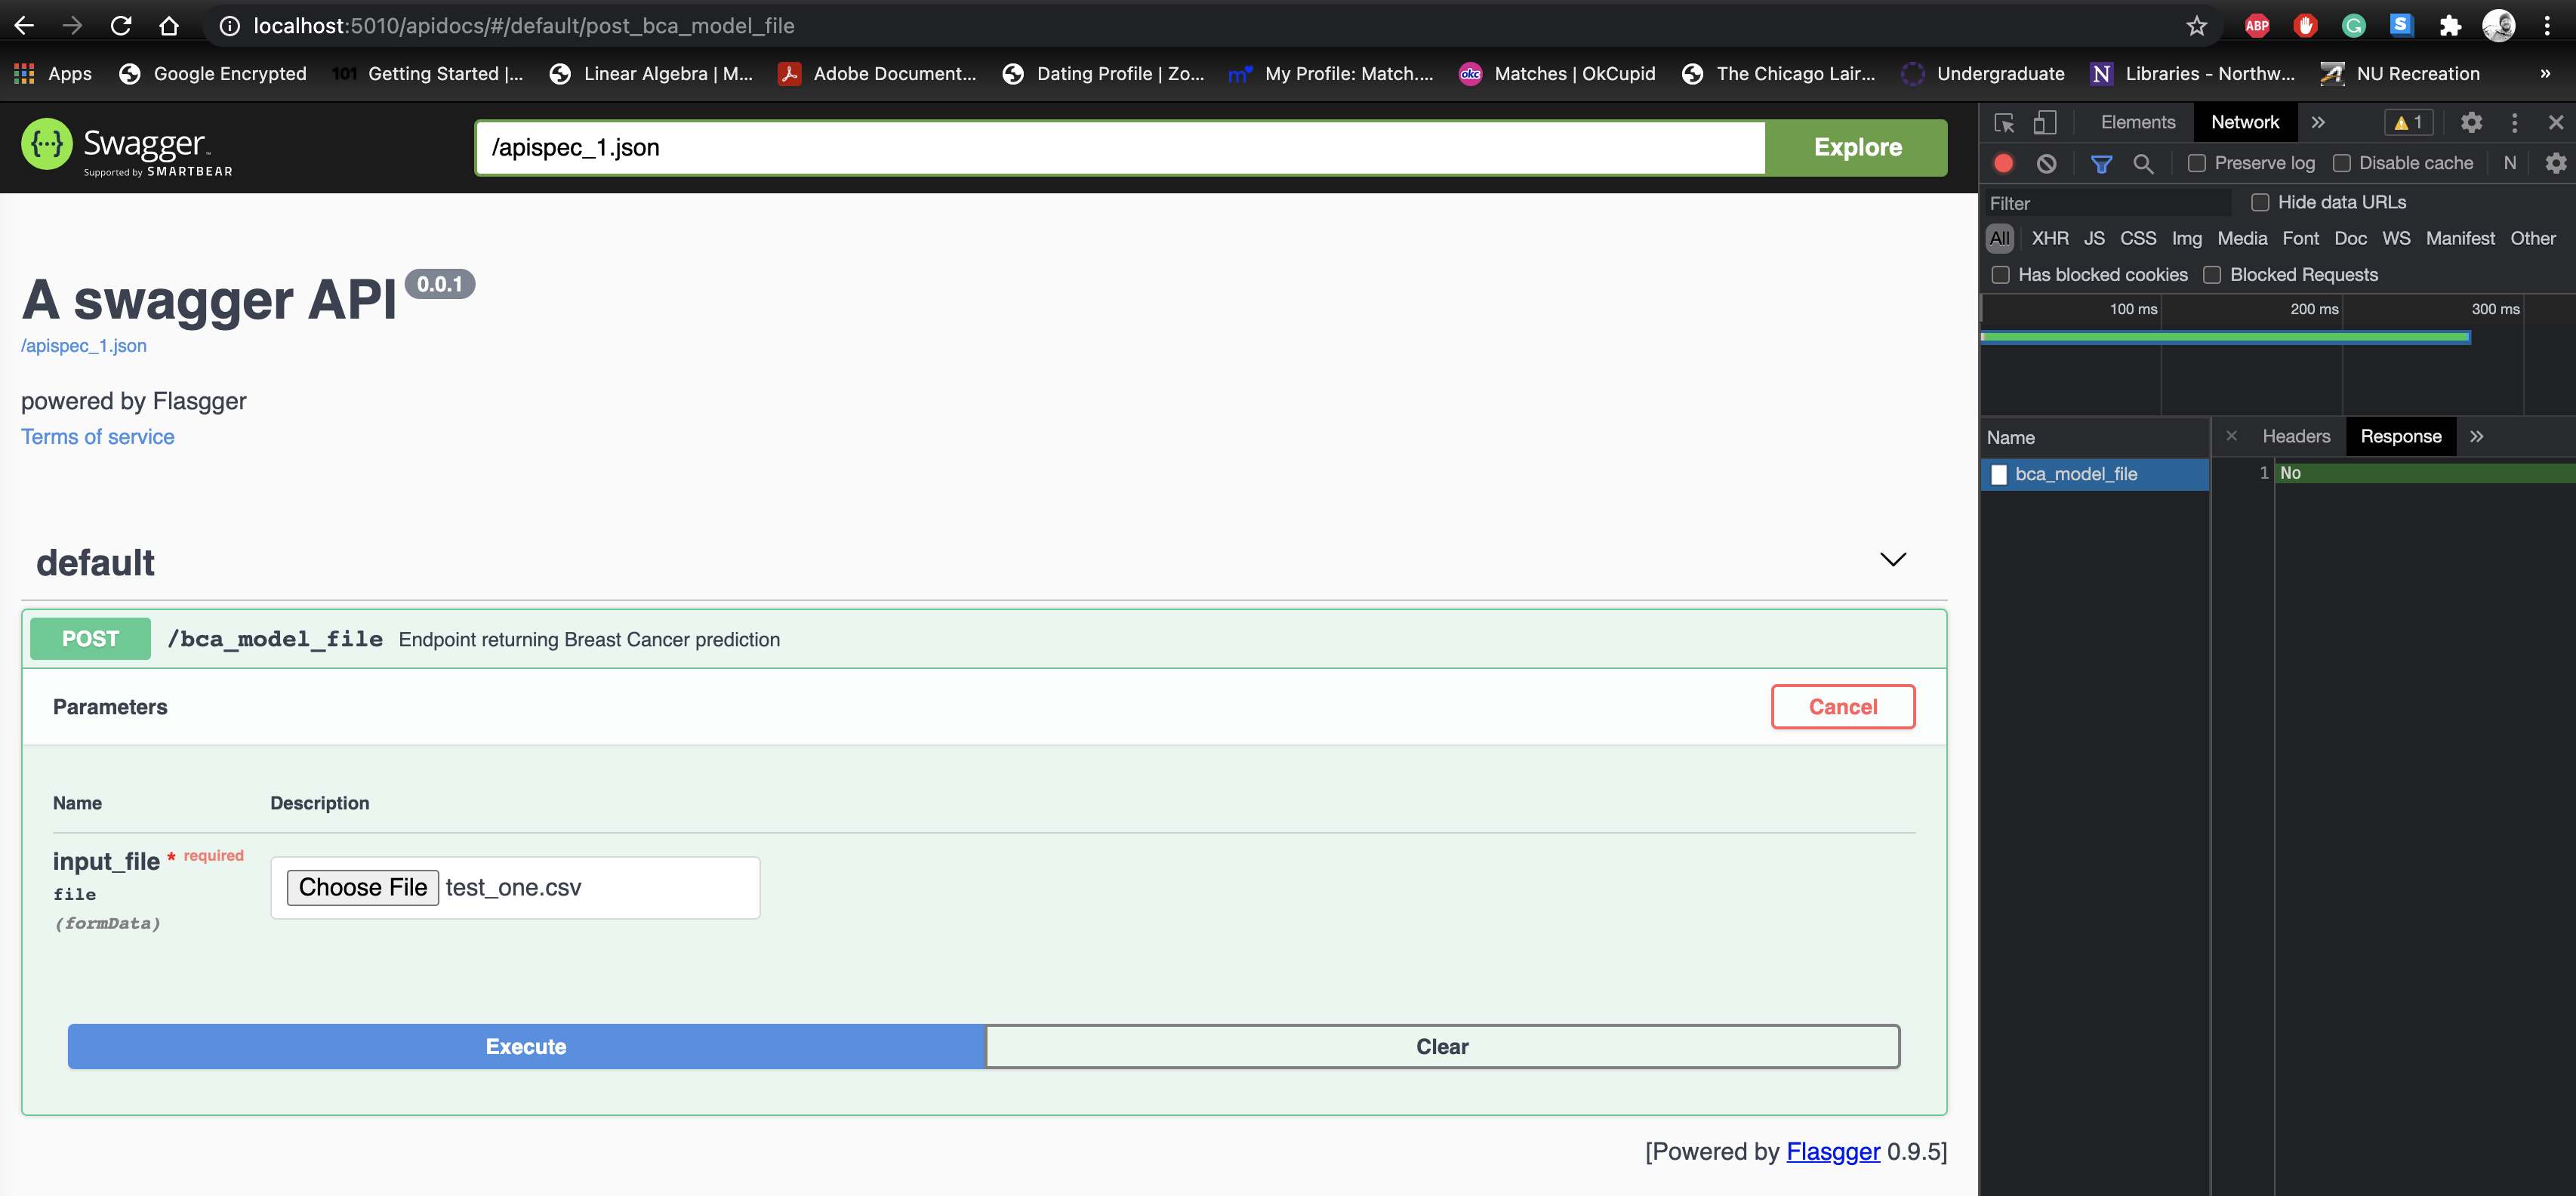 localhost:5010/apidocs/#/default/post_bca_model_file
ABP
S
Apps
Google Encrypted
101 Getting Started |...
Linear Algebra | M...
Adobe Document...
Dating Profile | Zo...
m My Profile: Match....
okc Matches | OkCupid
The Chicago Lair...
Undergraduate
N Libraries - Northw...
NU Recreation
»
{···} Swagger™
Supported by SMARTBEAR
/apispec_1.json
Explore
A swagger API 0.0.1
/apispec_1.json
powered by Flasgger
Terms of service
default
POST /bca_model_file Endpoint returning Breast Cancer prediction
Parameters
Cancel
Name Description
input_file * required
file
(formData)
Choose File test_one.csv
Execute
Clear
[Powered by Flasgger 0.9.5]
Elements Network » 1
Preserve log Disable cache N
Filter Hide data URLs
All XHR JS CSS Img Media Font Doc WS Manifest Other
Has blocked cookies Blocked Requests
100 ms 200 ms 300 ms
Name × Headers Response »
bca_model_file
1 No